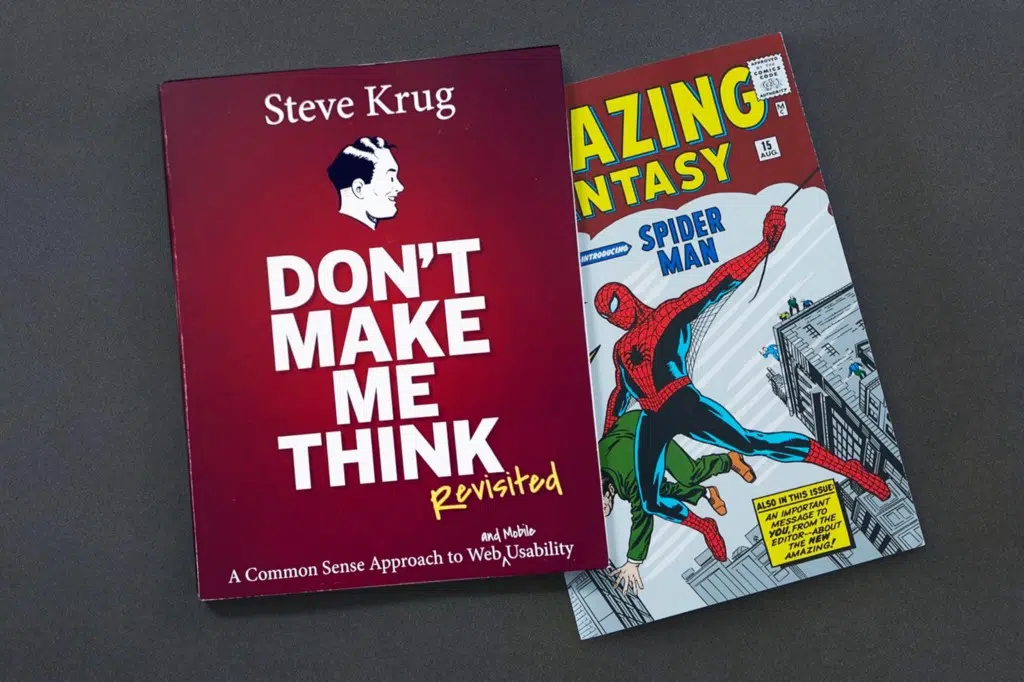 Steve Krug
DON'T
MAKE
ME
THINK
Revisited
and Mobile
A Common Sense Approach to Web Usability
AZING
NTASY
APPROVED
BY THE
COMICS
CODE
AUTHORITY
M
C
15
AUG.
INTRODUCING
SPIDER
MAN
ALSO IN THIS ISSUE:
AN IMPORTANT
MESSAGE TO
YOU, FROM THE
EDITOR--ABOUT
THE NEW
AMAZING!